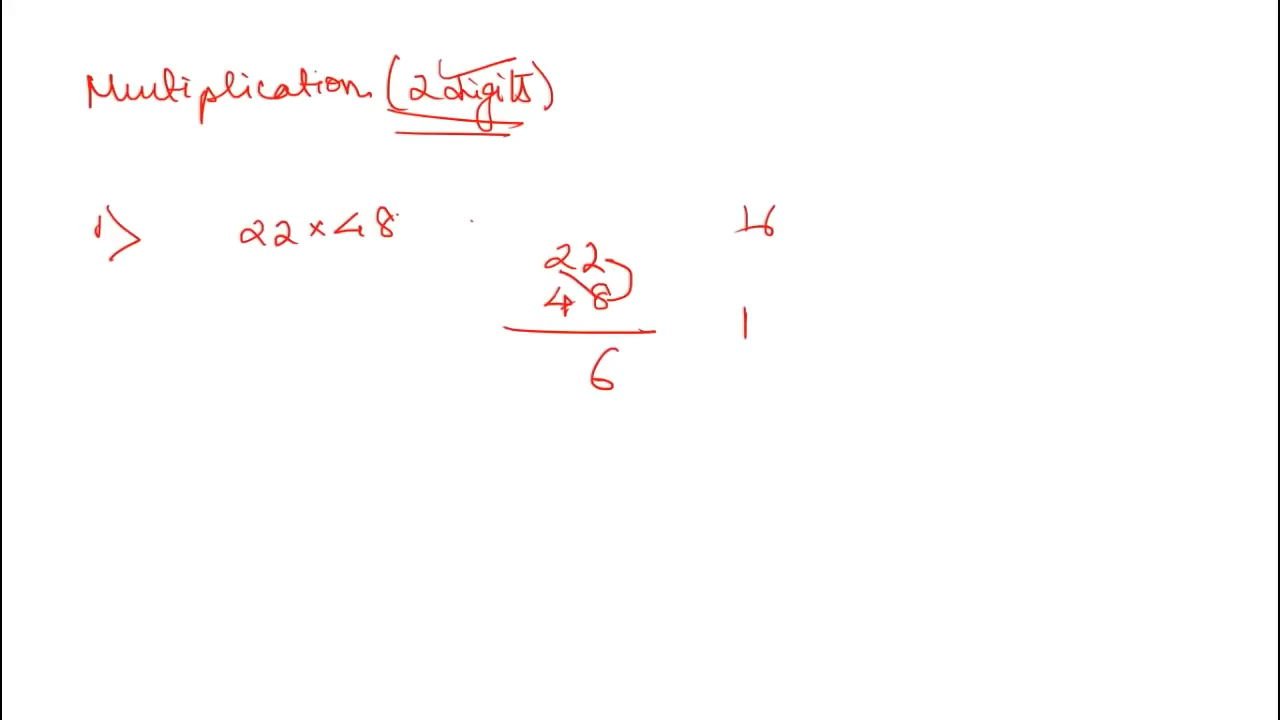 Multiplication (2 digits)
1) 22 × 48
16
22
48
1
6